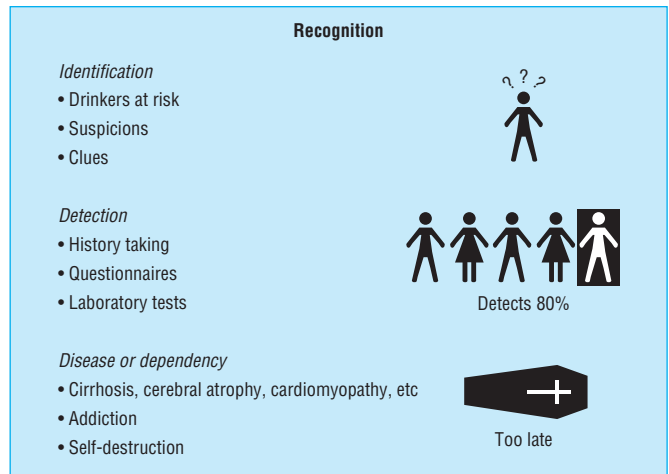 Recognition
Identification
• Drinkers at risk
• Suspicions
• Clues
? ? ?
Detection
• History taking
• Questionnaires
• Laboratory tests
Detects 80%
Disease or dependency
• Cirrhosis, cerebral atrophy, cardiomyopathy, etc
• Addiction
• Self-destruction
Too late